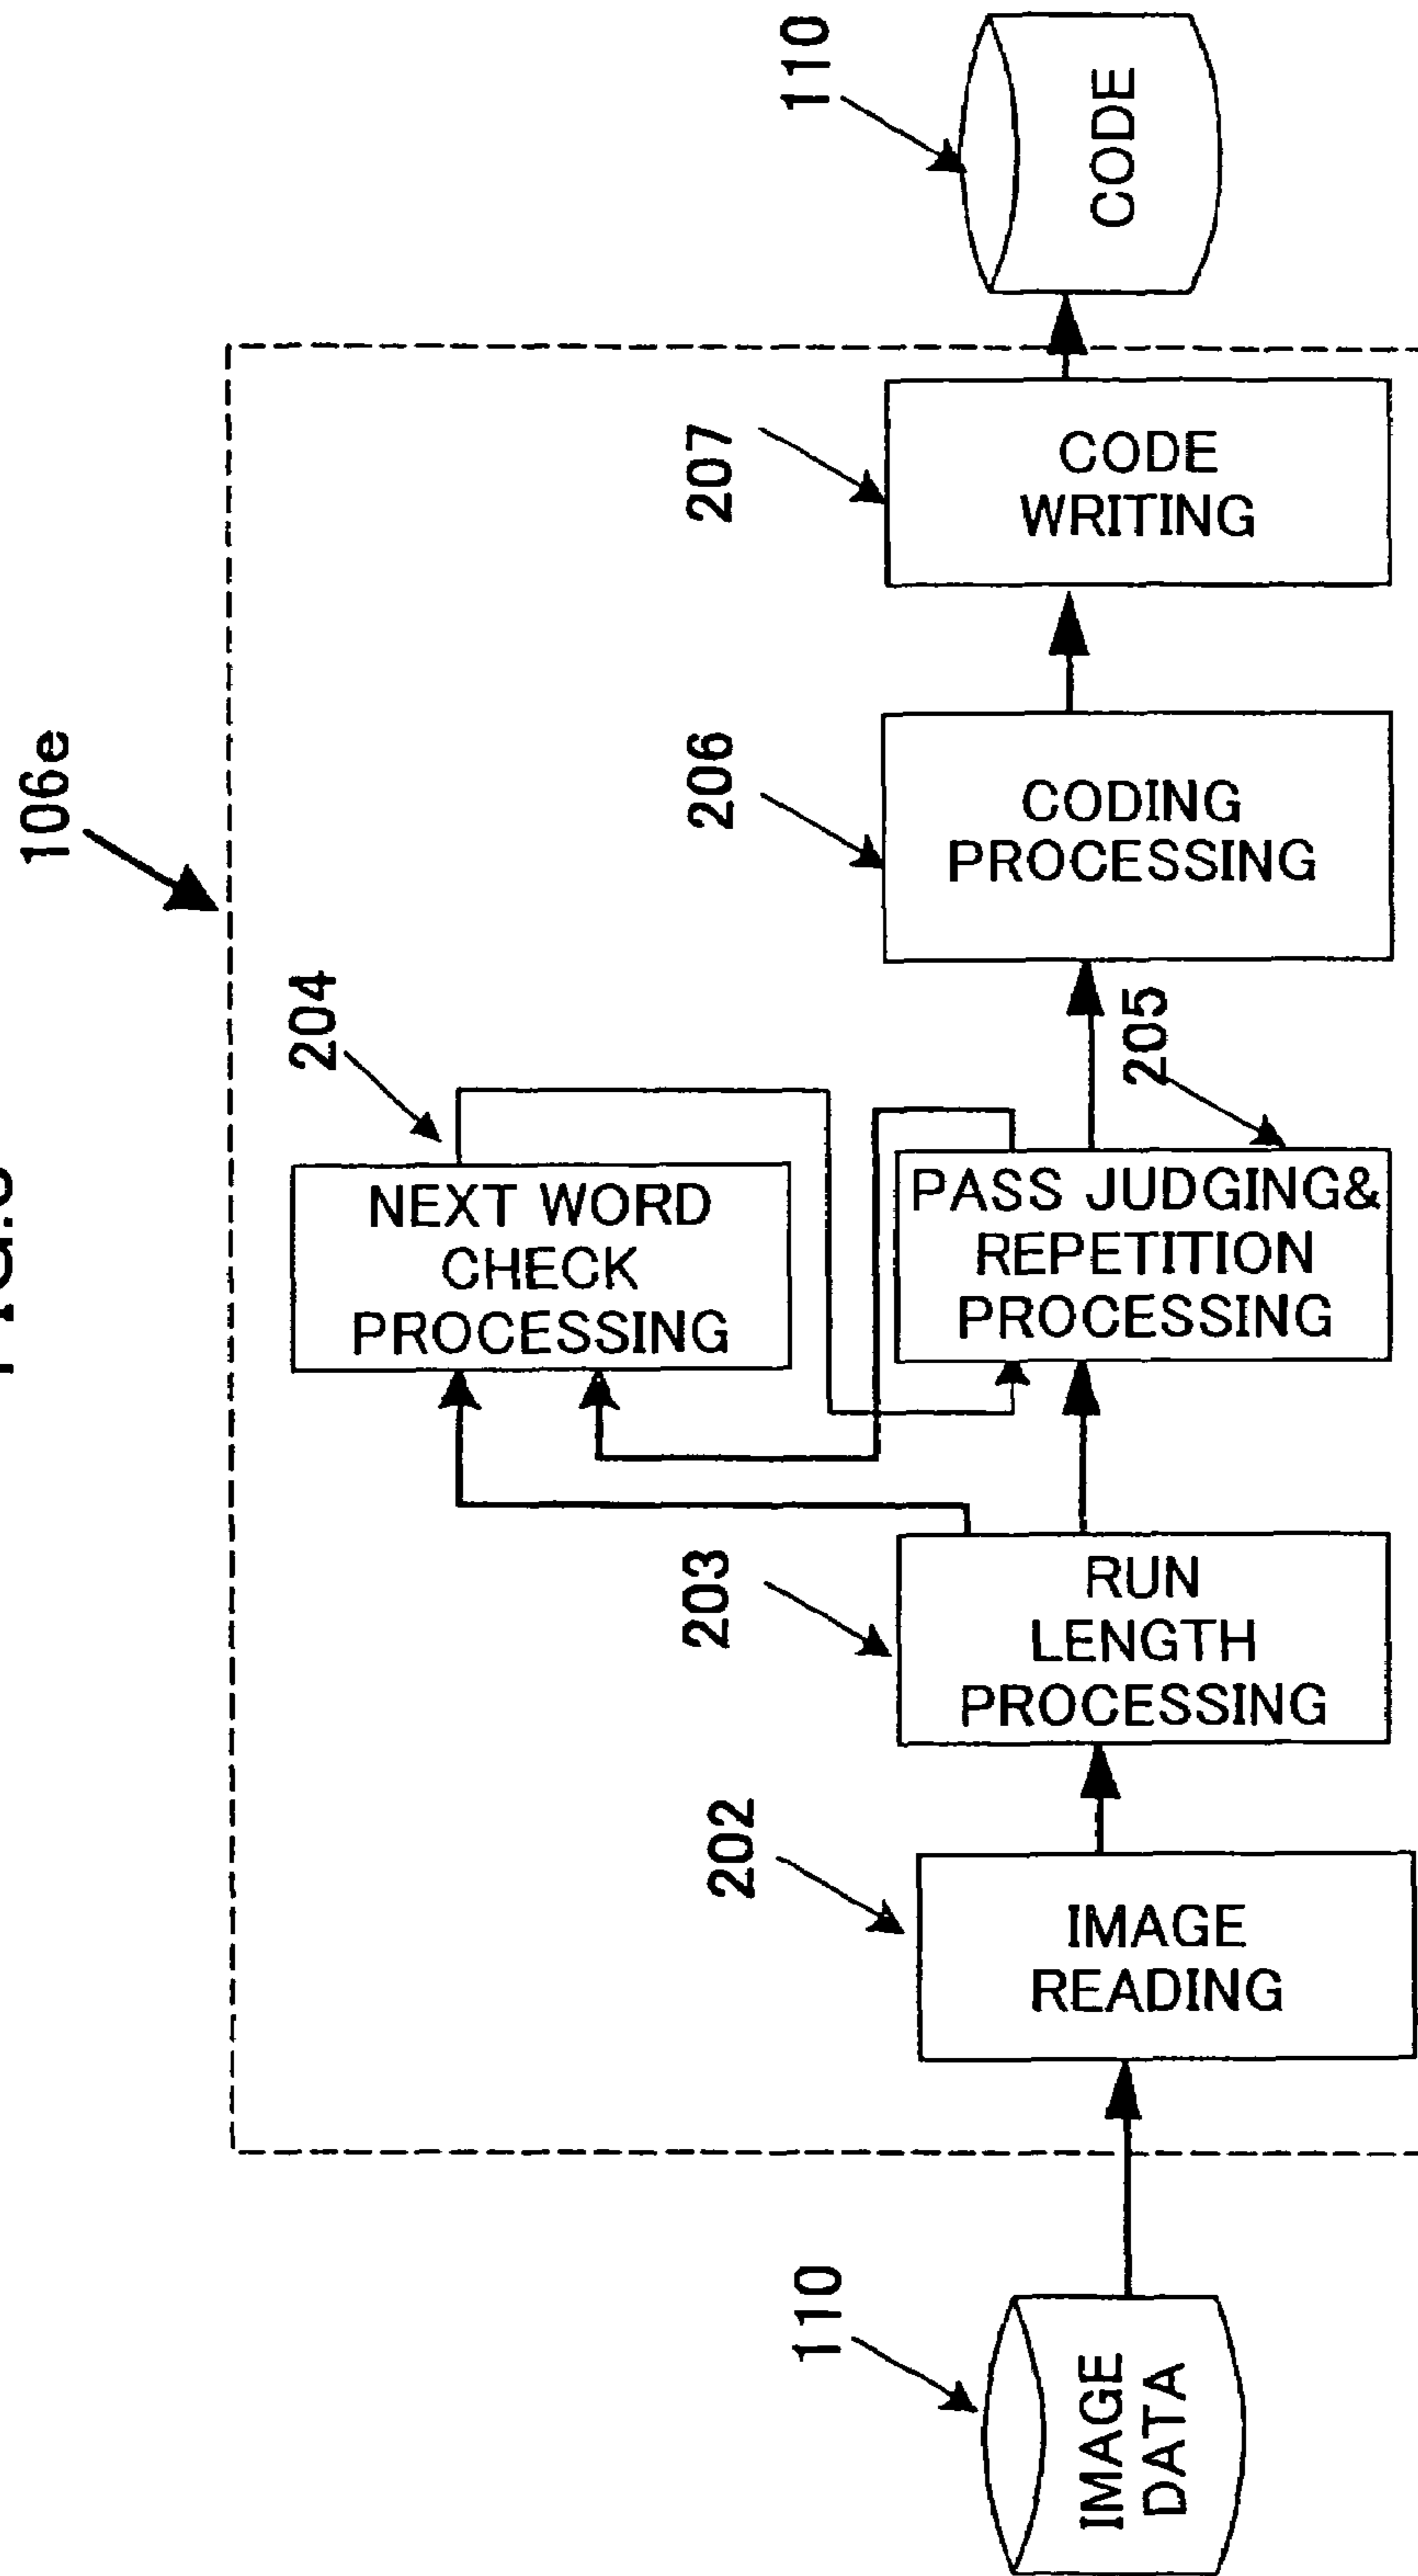 106e
110
IMAGE
DATA
202
IMAGE
READING
203
RUN
LENGTH
PROCESSING
204
NEXT WORD
CHECK
PROCESSING
205
PASS JUDGING&
REPETITION
PROCESSING
206
CODING
PROCESSING
207
CODE
WRITING
110
CODE